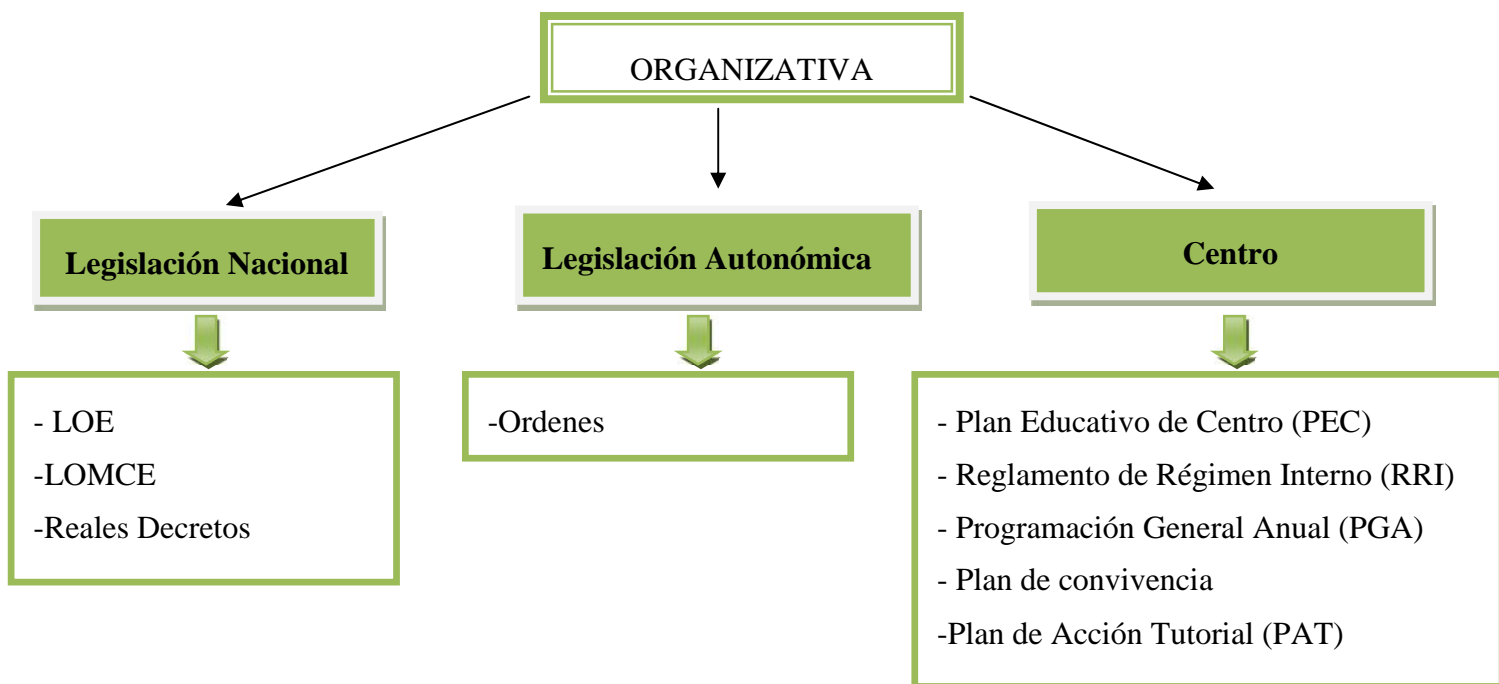 ORGANIZATIVA
Legislación Nacional
Legislación Autonómica
Centro
- LOE
-LOMCE
-Reales Decretos
-Ordenes
- Plan Educativo de Centro (PEC)
- Reglamento de Régimen Interno (RRI)
- Programación General Anual (PGA)
- Plan de convivencia
-Plan de Acción Tutorial (PAT)